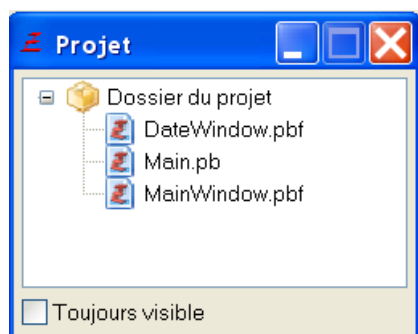 Projet
Dossier du projet
DateWindow.pbf
Main.pb
MainWindow.pbf
Toujours visible